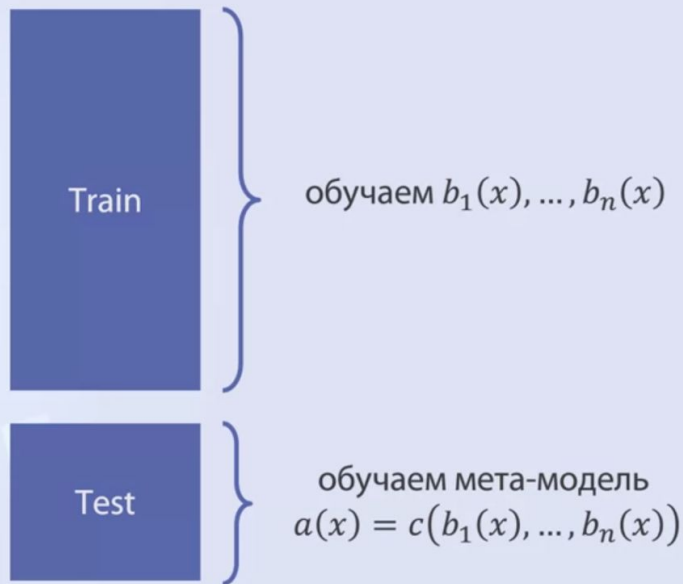 Train
обучаем b₁(x), ..., bₙ(x)
Test
обучаем мета-модель
a(x) = c(b₁(x), ..., bₙ(x))